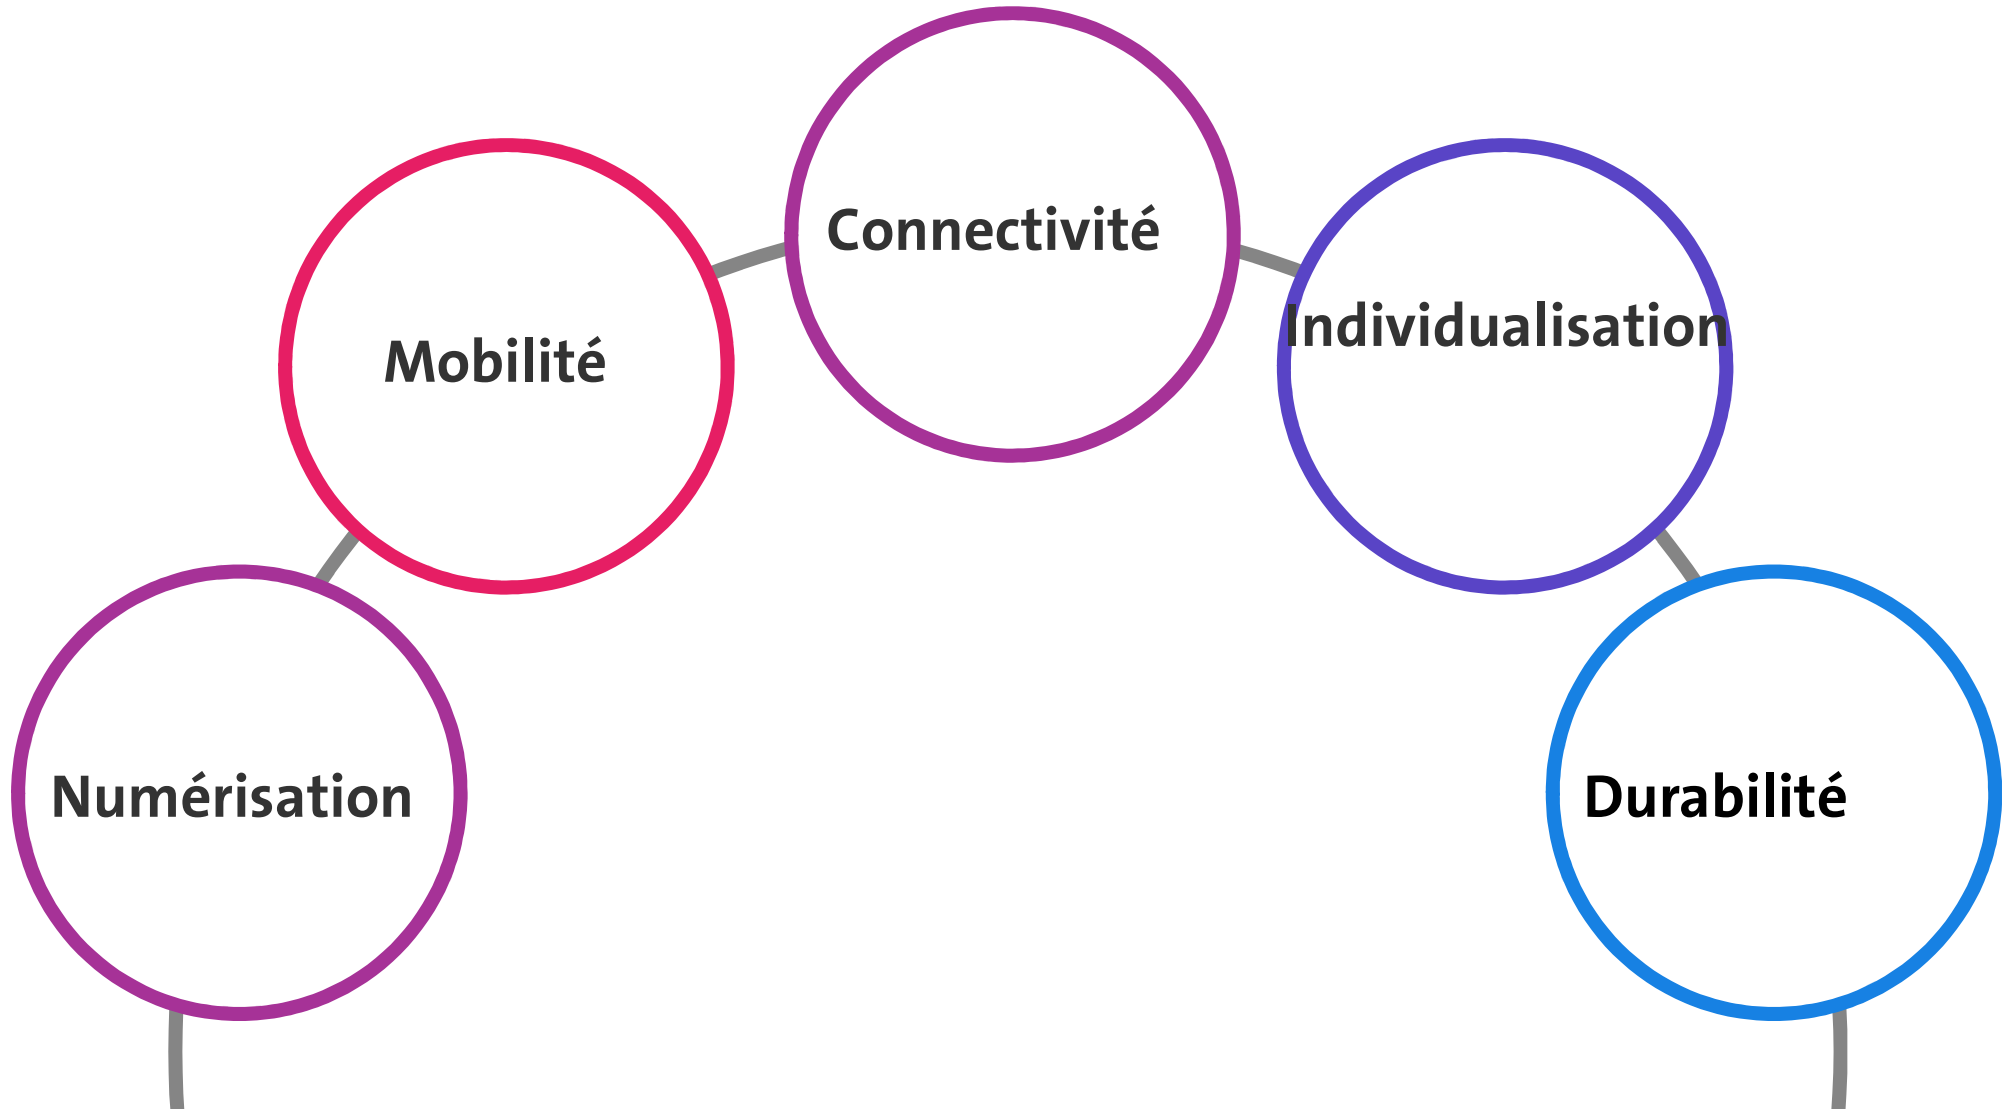 Connectivité
Individualisation
Mobilité
Numérisation
Durabilité